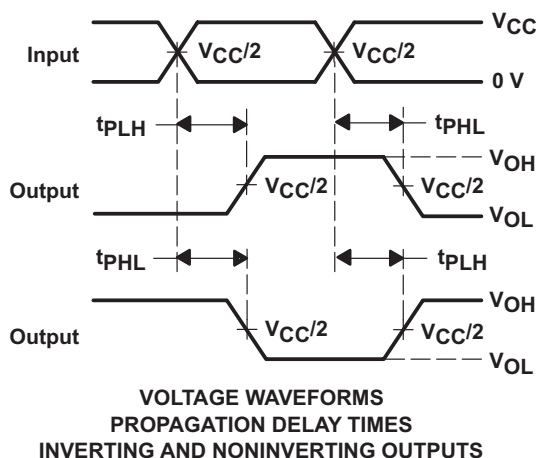 VCC
Input
VCC/2
VCC/2
0 V
tPLH
tPHL
VOH
Output
VCC/2
VCC/2
VOL
tPHL
tPLH
VOH
Output
VCC/2
VCC/2
VOL
VOLTAGE WAVEFORMS
PROPAGATION DELAY TIMES
INVERTING AND NONINVERTING OUTPUTS